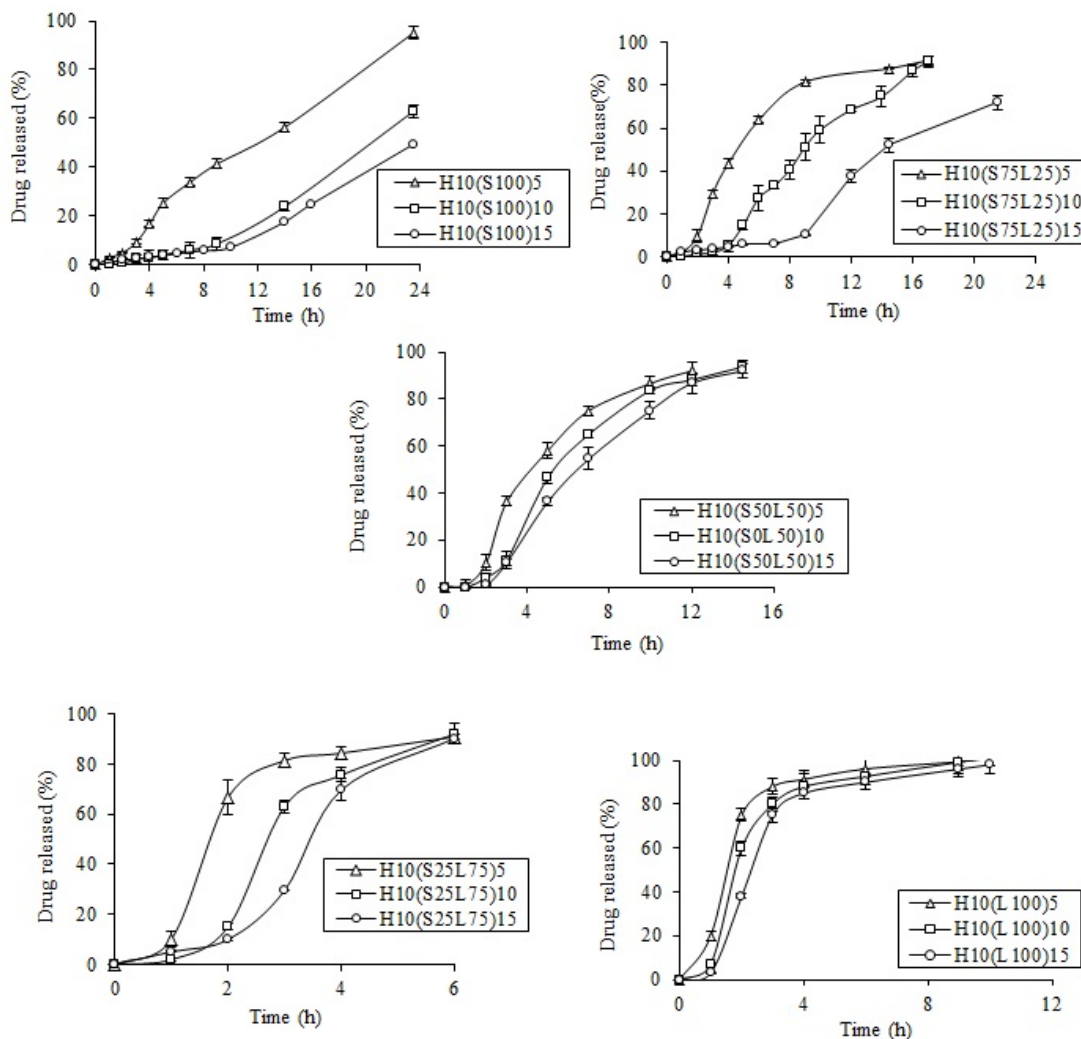 Drug released (%)
100
80
60
40
20
0
0
4
8
12
16
20
24
Time (h)
H10(S100)5
H10(S100)10
H10(S100)15
Drug release(%)
100
80
60
40
20
0
0
4
8
12
16
20
24
Time (h)
H10(S75L25)5
H10(S75L25)10
H10(S75L25)15
Drug released (%)
100
80
60
40
20
0
0
4
8
12
16
Time (h)
H10(S50L50)5
H10(S0L50)10
H10(S50L50)15
Drug released (%)
100
80
60
40
20
0
0
2
4
6
Time (h)
H10(S25L75)5
H10(S25L75)10
H10(S25L75)15
Drug released (%)
100
80
60
40
20
0
0
4
8
12
Time (h)
H10(L100)5
H10(L100)10
H10(L100)15